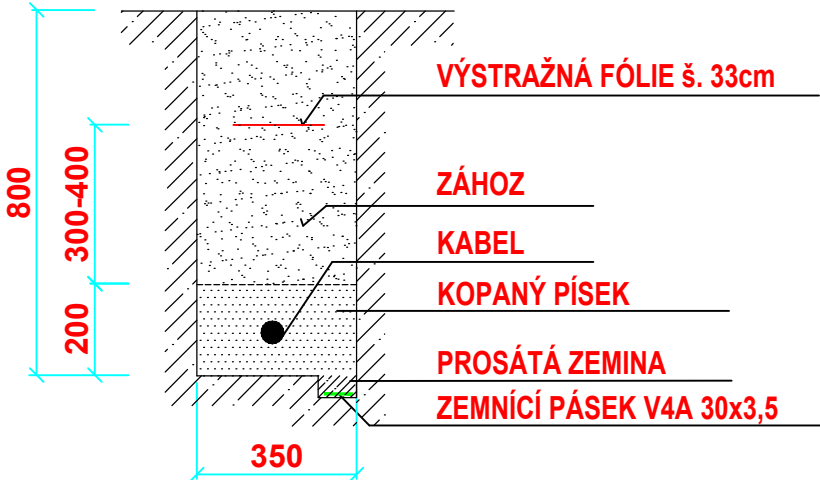 VÝSTRAŽNÁ FÓLIE š. 33cm
800
300-400
ZÁHOZ
KABEL
KOPANÝ PÍSEK
200
PROSÁTÁ ZEMINA
ZEMNÍCÍ PÁSEK V4A 30x3,5
350